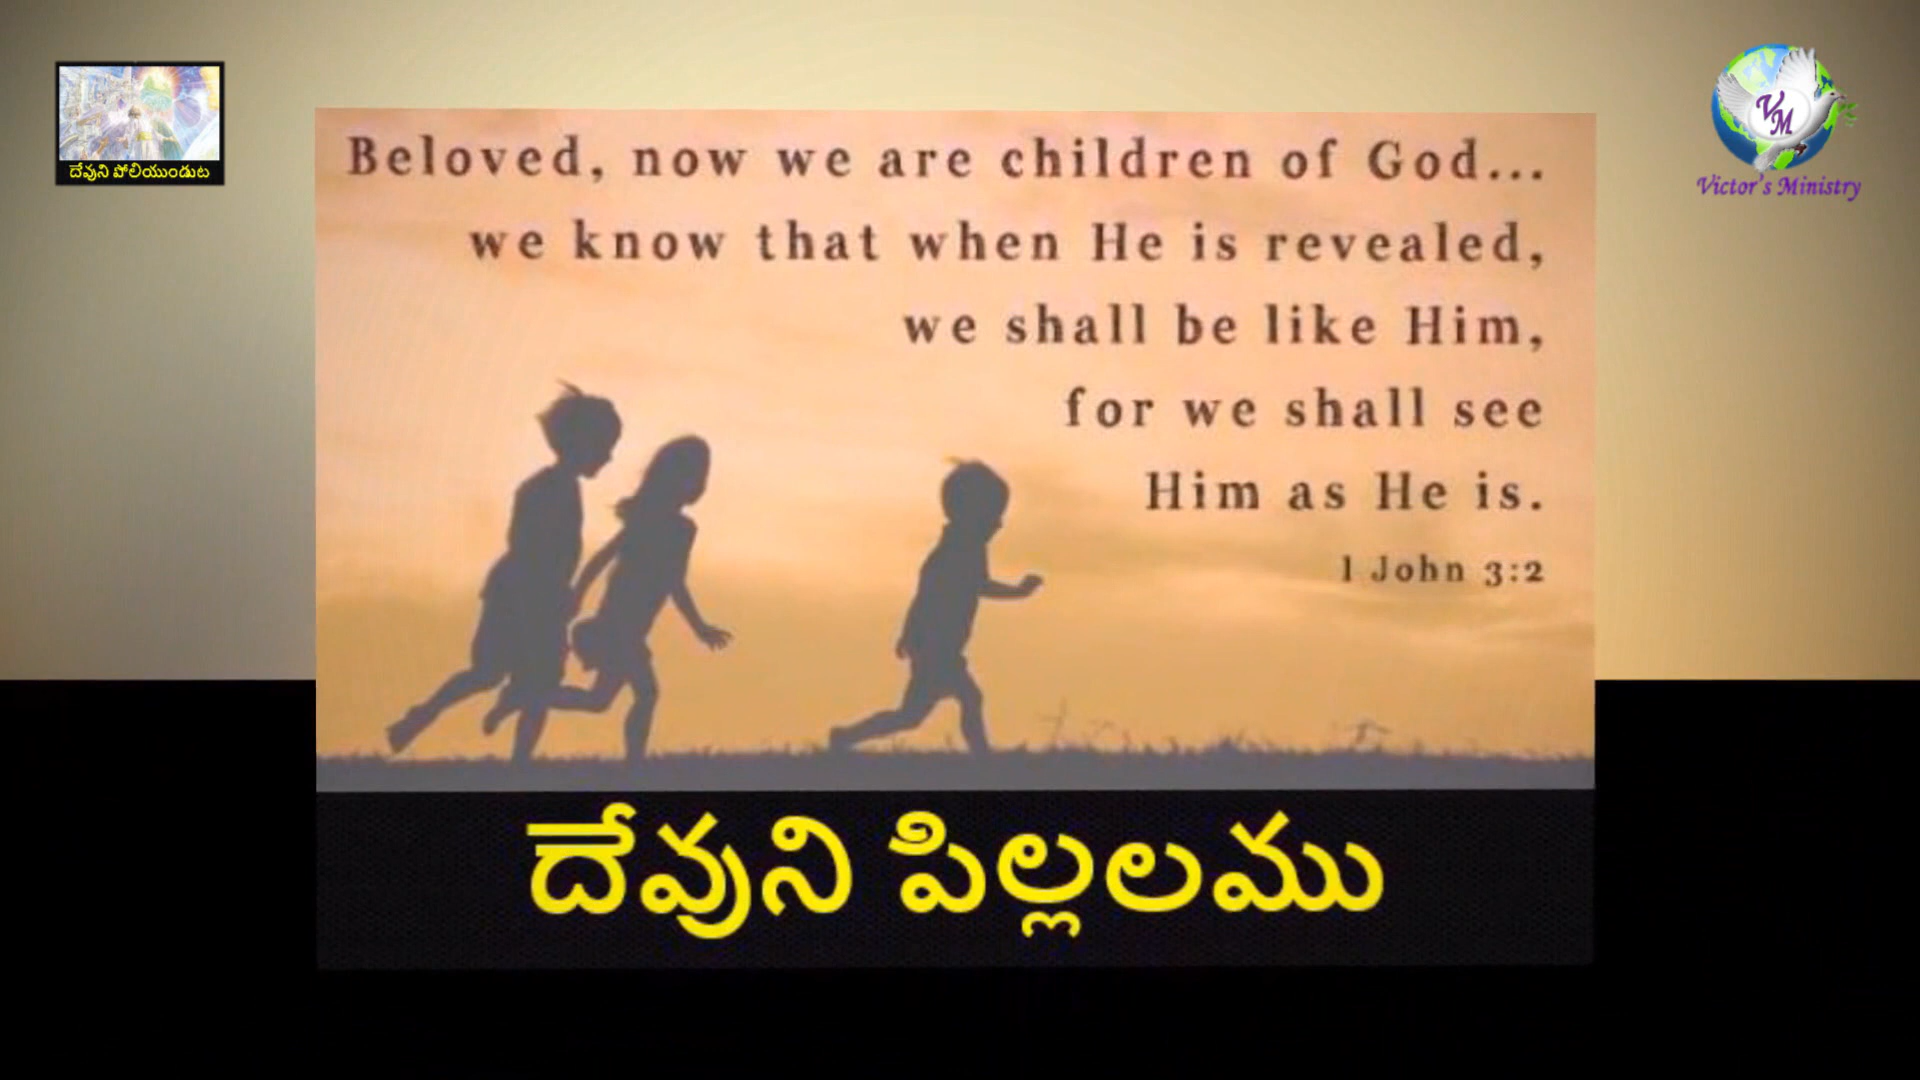 దేవుని పోలియుండుట
VM
Victor's Ministry
Beloved, now we are children of God...
we know that when He is revealed,
we shall be like Him,
for we shall see
Him as He is.
1 John 3:2
దేవుని పిల్లలము